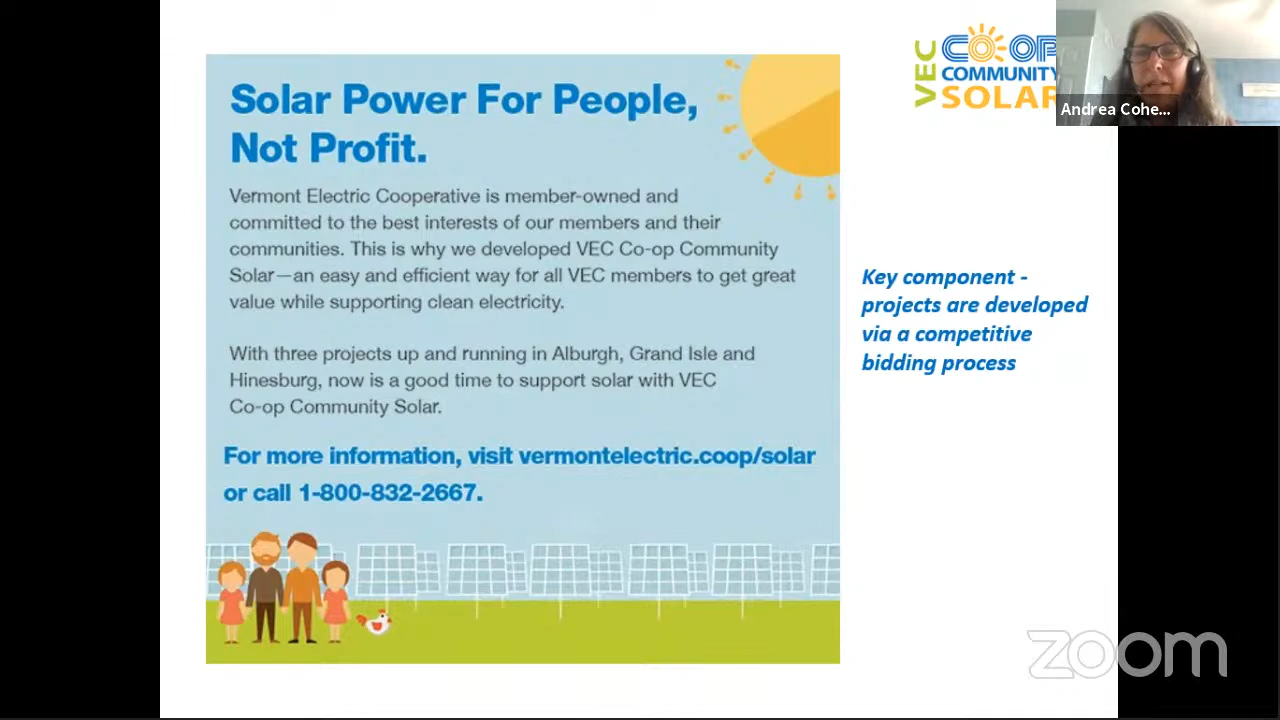 Solar Power For People,
Not Profit.
Vermont Electric Cooperative is member-owned and
committed to the best interests of our members and their
communities. This is why we developed VEC Co-op Community
Solar—an easy and efficient way for all VEC members to get great
value while supporting clean electricity.
With three projects up and running in Alburgh, Grand Isle and
Hinesburg, now is a good time to support solar with VEC
Co-op Community Solar.
For more information, visit vermontelectric.coop/solar
or call 1-800-832-2667.
VEC
CO-OP
COMMUNITY
SOLAR
Andrea Cohe...
Key component -
projects are developed
via a competitive
bidding process
zoom